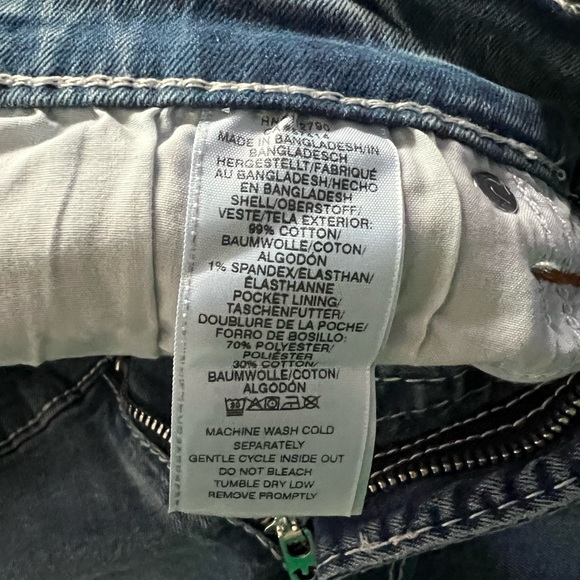 MADE IN BANGLADESH/IN
BANGLADESCH
HERGESTELLT/FABRIQUÉ
AU BANGLADESH/HECHO
EN BANGLADESH
SHELL/OBERSTOFF/
VESTE/TELA EXTERIOR:
99% COTTON/
BAUMWOLLE/COTON/
ALGODÓN
1% SPANDEX/ELASTHAN/
ÉLASTHANNE
POCKET LINING/
TASCHENFUTTER/
DOUBLURE DE LA POCHE/
FORRO DE BOSILLO:
70% POLYESTER/
POLIÉSTER
30% COTTON/
BAUMWOLLE/COTON/
ALGODÓN
30
MACHINE WASH COLD
SEPARATELY
GENTLE CYCLE INSIDE OUT
DO NOT BLEACH
TUMBLE DRY LOW
REMOVE PROMPTLY